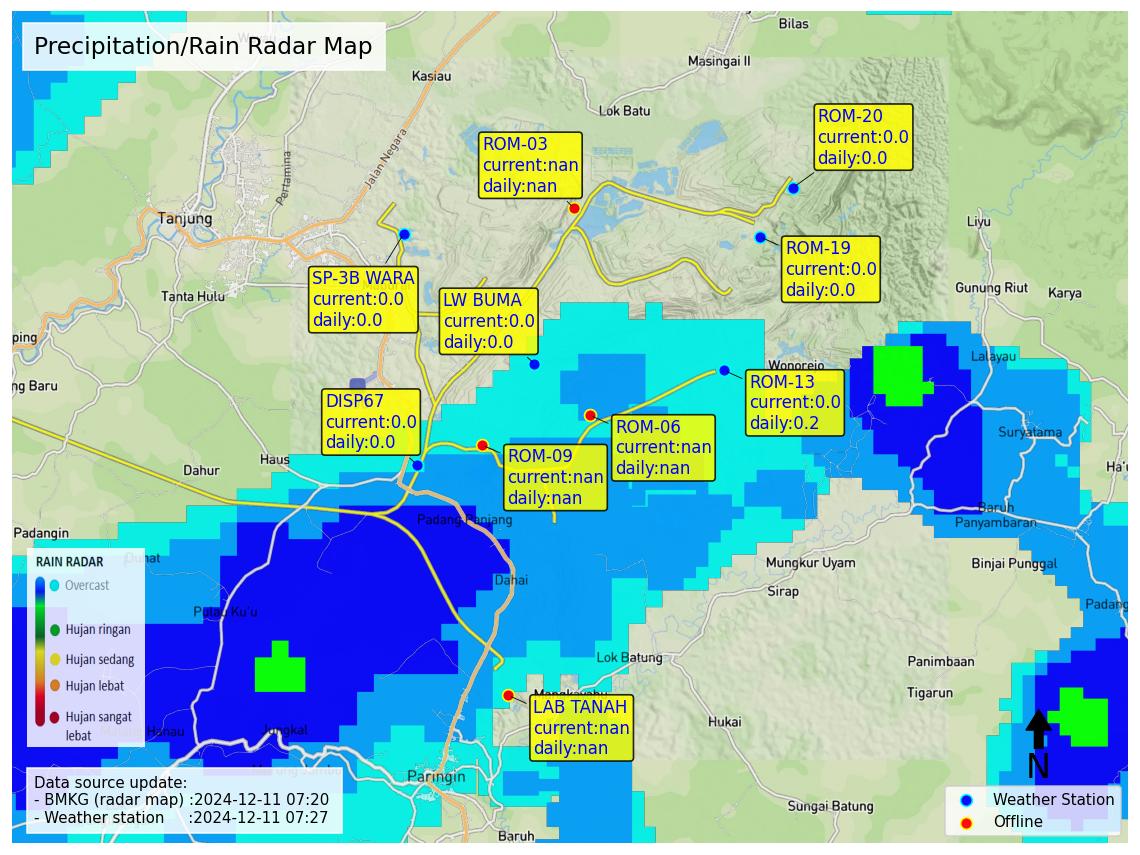 Precipitation/Rain Radar Map
Bilas
Masingai II
Kasiau
Lok Batu
ROM-20
current:0.0
daily:0.0
ROM-03
current:nan
daily:nan
Jalan Negara
Pertamina
Tanjung
Liyu
ROM-19
current:0.0
daily:0.0
SP-3B WARA
current:0.0
daily:0.0
Tanta Hulu
LW BUMA
current:0.0
daily:0.0
Gunung Riut
Karya
ping
Lalayau
Wonorejo
ng Baru
ROM-13
current:0.0
daily:0.2
DISP67
current:0.0
daily:0.0
ROM-06
current:nan
daily:nan
Suryatama
Haus
Dahur
ROM-09
current:nan
daily:nan
Ha'u
Baruh
Panyambaran
Padang Panjang
Padangin
Mungkur Uyam
Binjai Punggal
Dahai
Sirap
Padang
RAIN RADAR
Overcast
Hujan ringan
Hujan sedang
Hujan lebat
Hujan sangat
lebat
Pulau Ku'u
Lok Batung
Panimbaan
Tigarun
LAB TANAH
current:nan
daily:nan
Hukai
Jungkal
N
Paringin
Sungai Batung
Baruh
Data source update:
- BMKG (radar map) :2024-12-11 07:20
- Weather station :2024-12-11 07:27
Weather Station
Offline